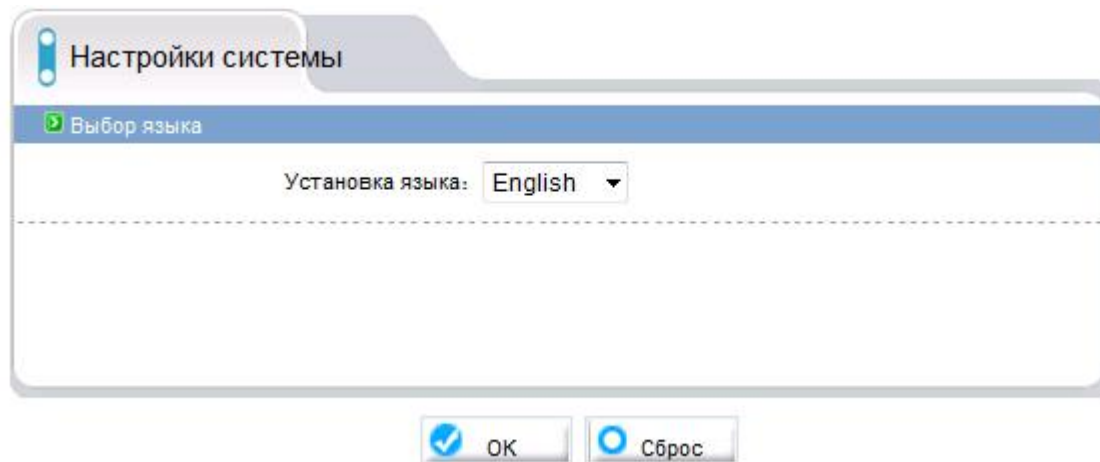 Настройки системы
Выбор языка
Установка языка: English
OK Сброс